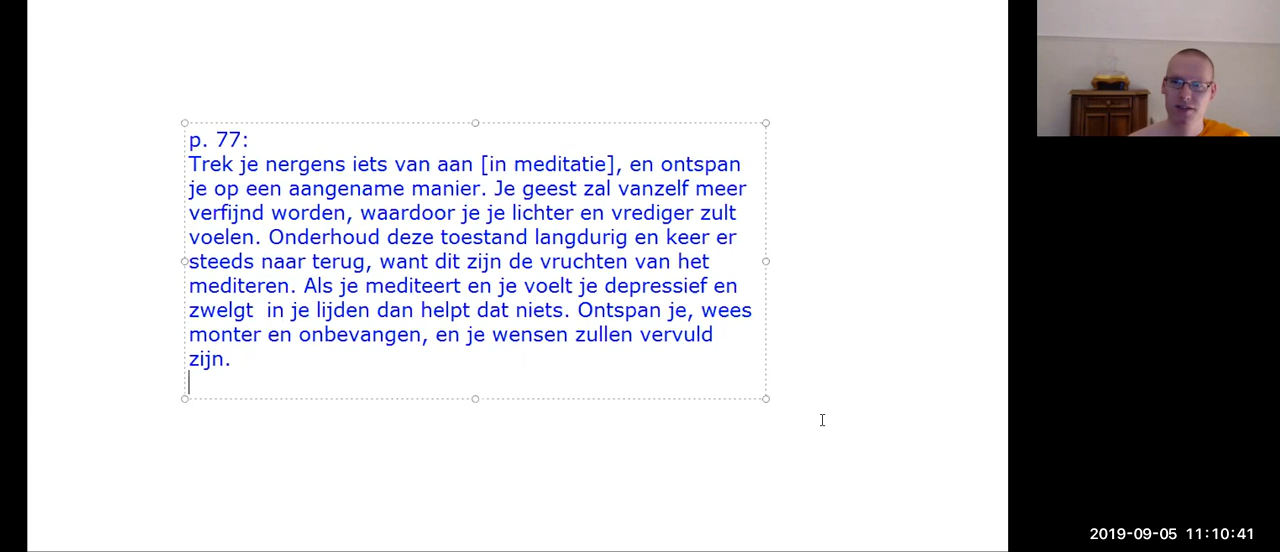 p. 77:
Trek je nergens iets van aan [in meditatie], en ontspan
je op een aangename manier. Je geest zal vanzelf meer
verfijnd worden, waardoor je je lichter en vrediger zult
voelen. Onderhoud deze toestand langdurig en keer er
steeds naar terug, want dit zijn de vruchten van het
mediteren. Als je mediteert en je voelt je depressief en
zwelgt  in je lijden dan helpt dat niets. Ontspan je, wees
monter en onbevangen, en je wensen zullen vervuld
zijn.
2019-09-05 11:10:41